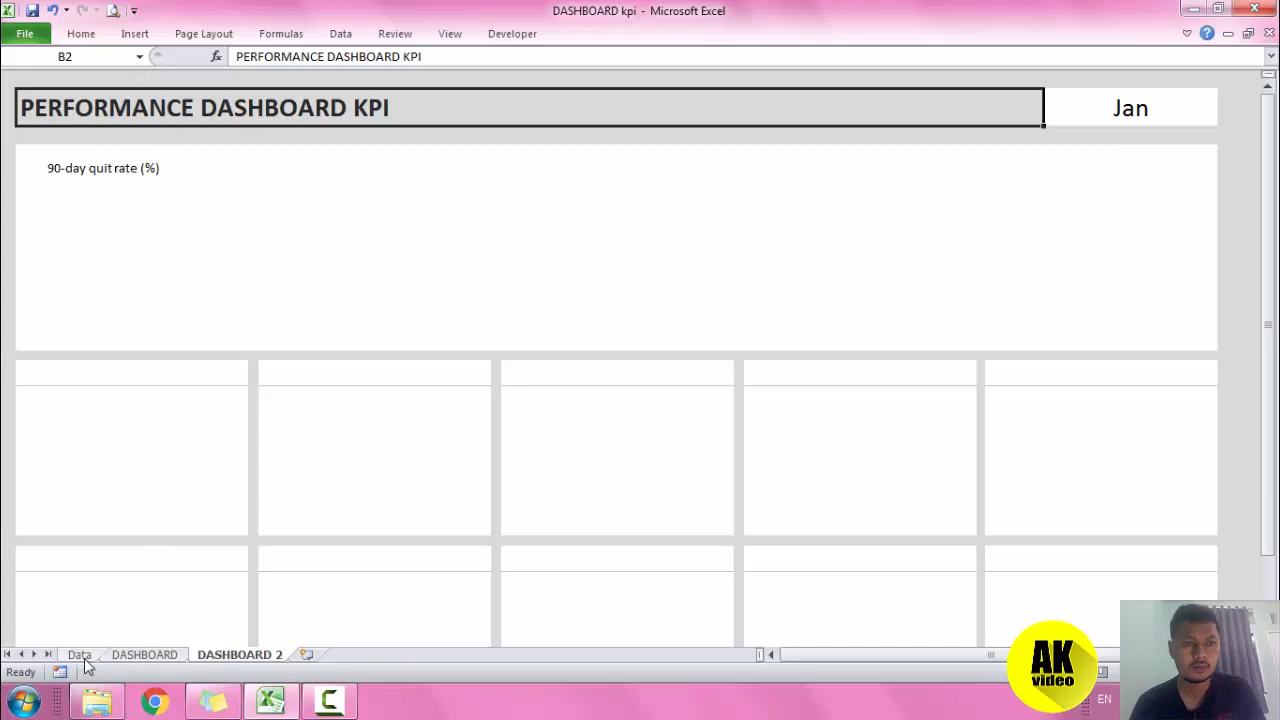 DASHBOARD kpi - Microsoft Excel
File Home Insert Page Layout Formulas Data Review View Developer
B2 fx PERFORMANCE DASHBOARD KPI
PERFORMANCE DASHBOARD KPI Jan
90-day quit rate (%)
Data DASHBOARD DASHBOARD 2
Ready
AK
video
EN